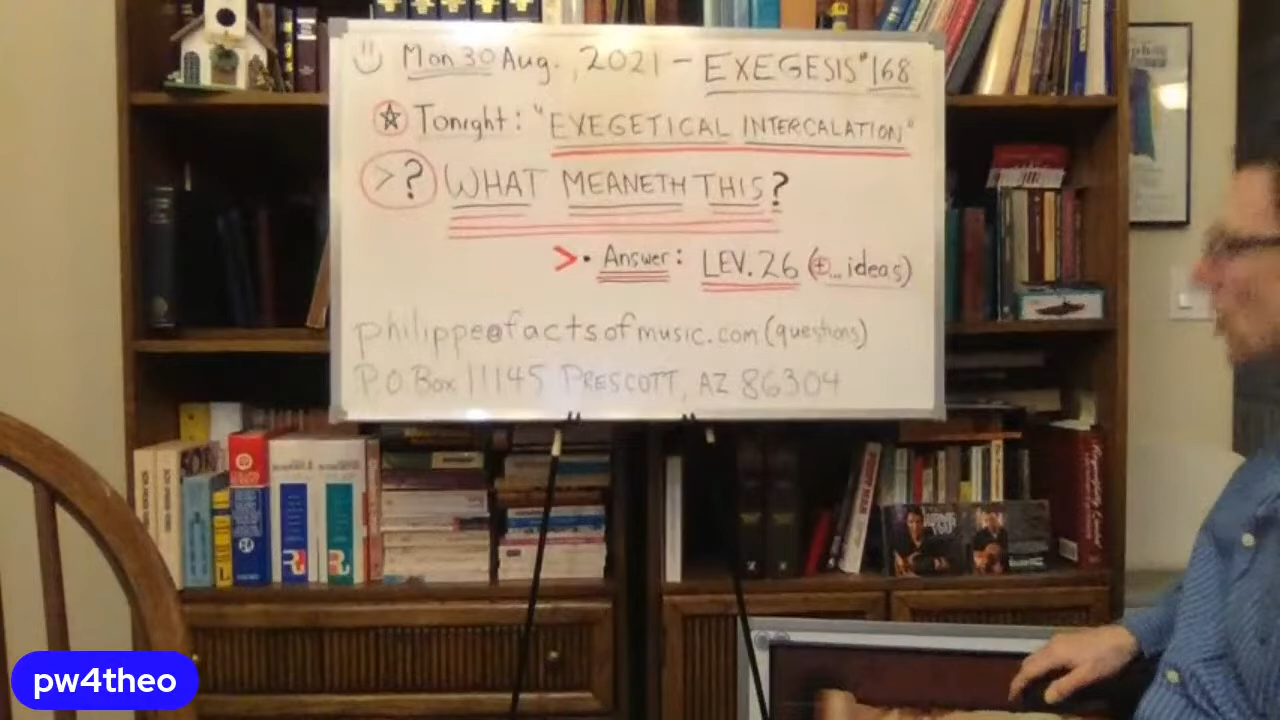 Mon 30 Aug., 2021 - EXEGESIS #168
Tonight: "EXEGETICAL INTERCALATION"
>? WHAT MEANETH THIS?
> • Answer: LEV. 26 (+... ideas)
philippe@factsofmusic.com (questions)
P.O Box 11145 PRESCOTT, AZ 86304
pw4theo